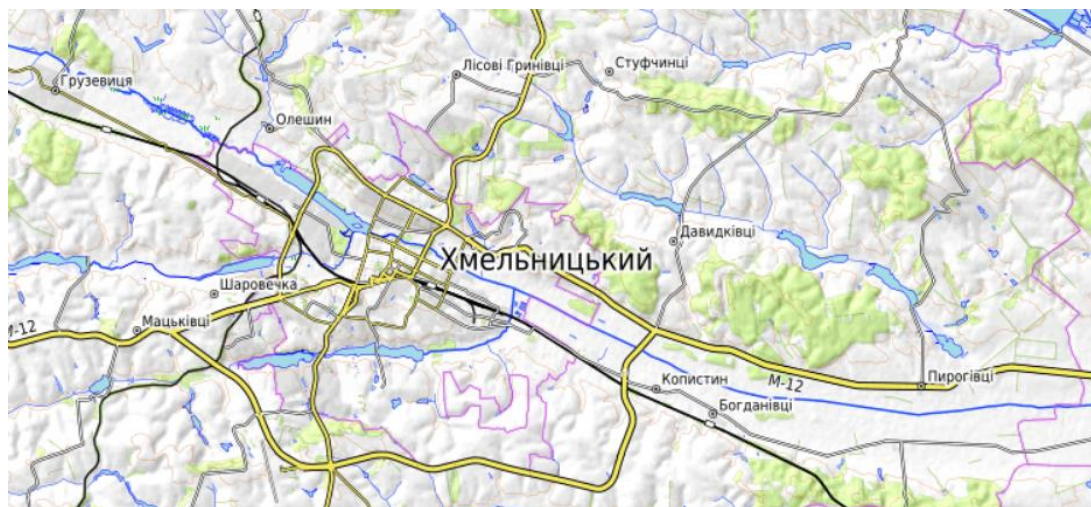 Лісові Гринівці
Стуфчинці
Грузевиця
Олешин
Давидківці
Хмельницький
Шаровечка
Мацьківці
М-12
Пирогівці
Копистин
М-12
Богданівці